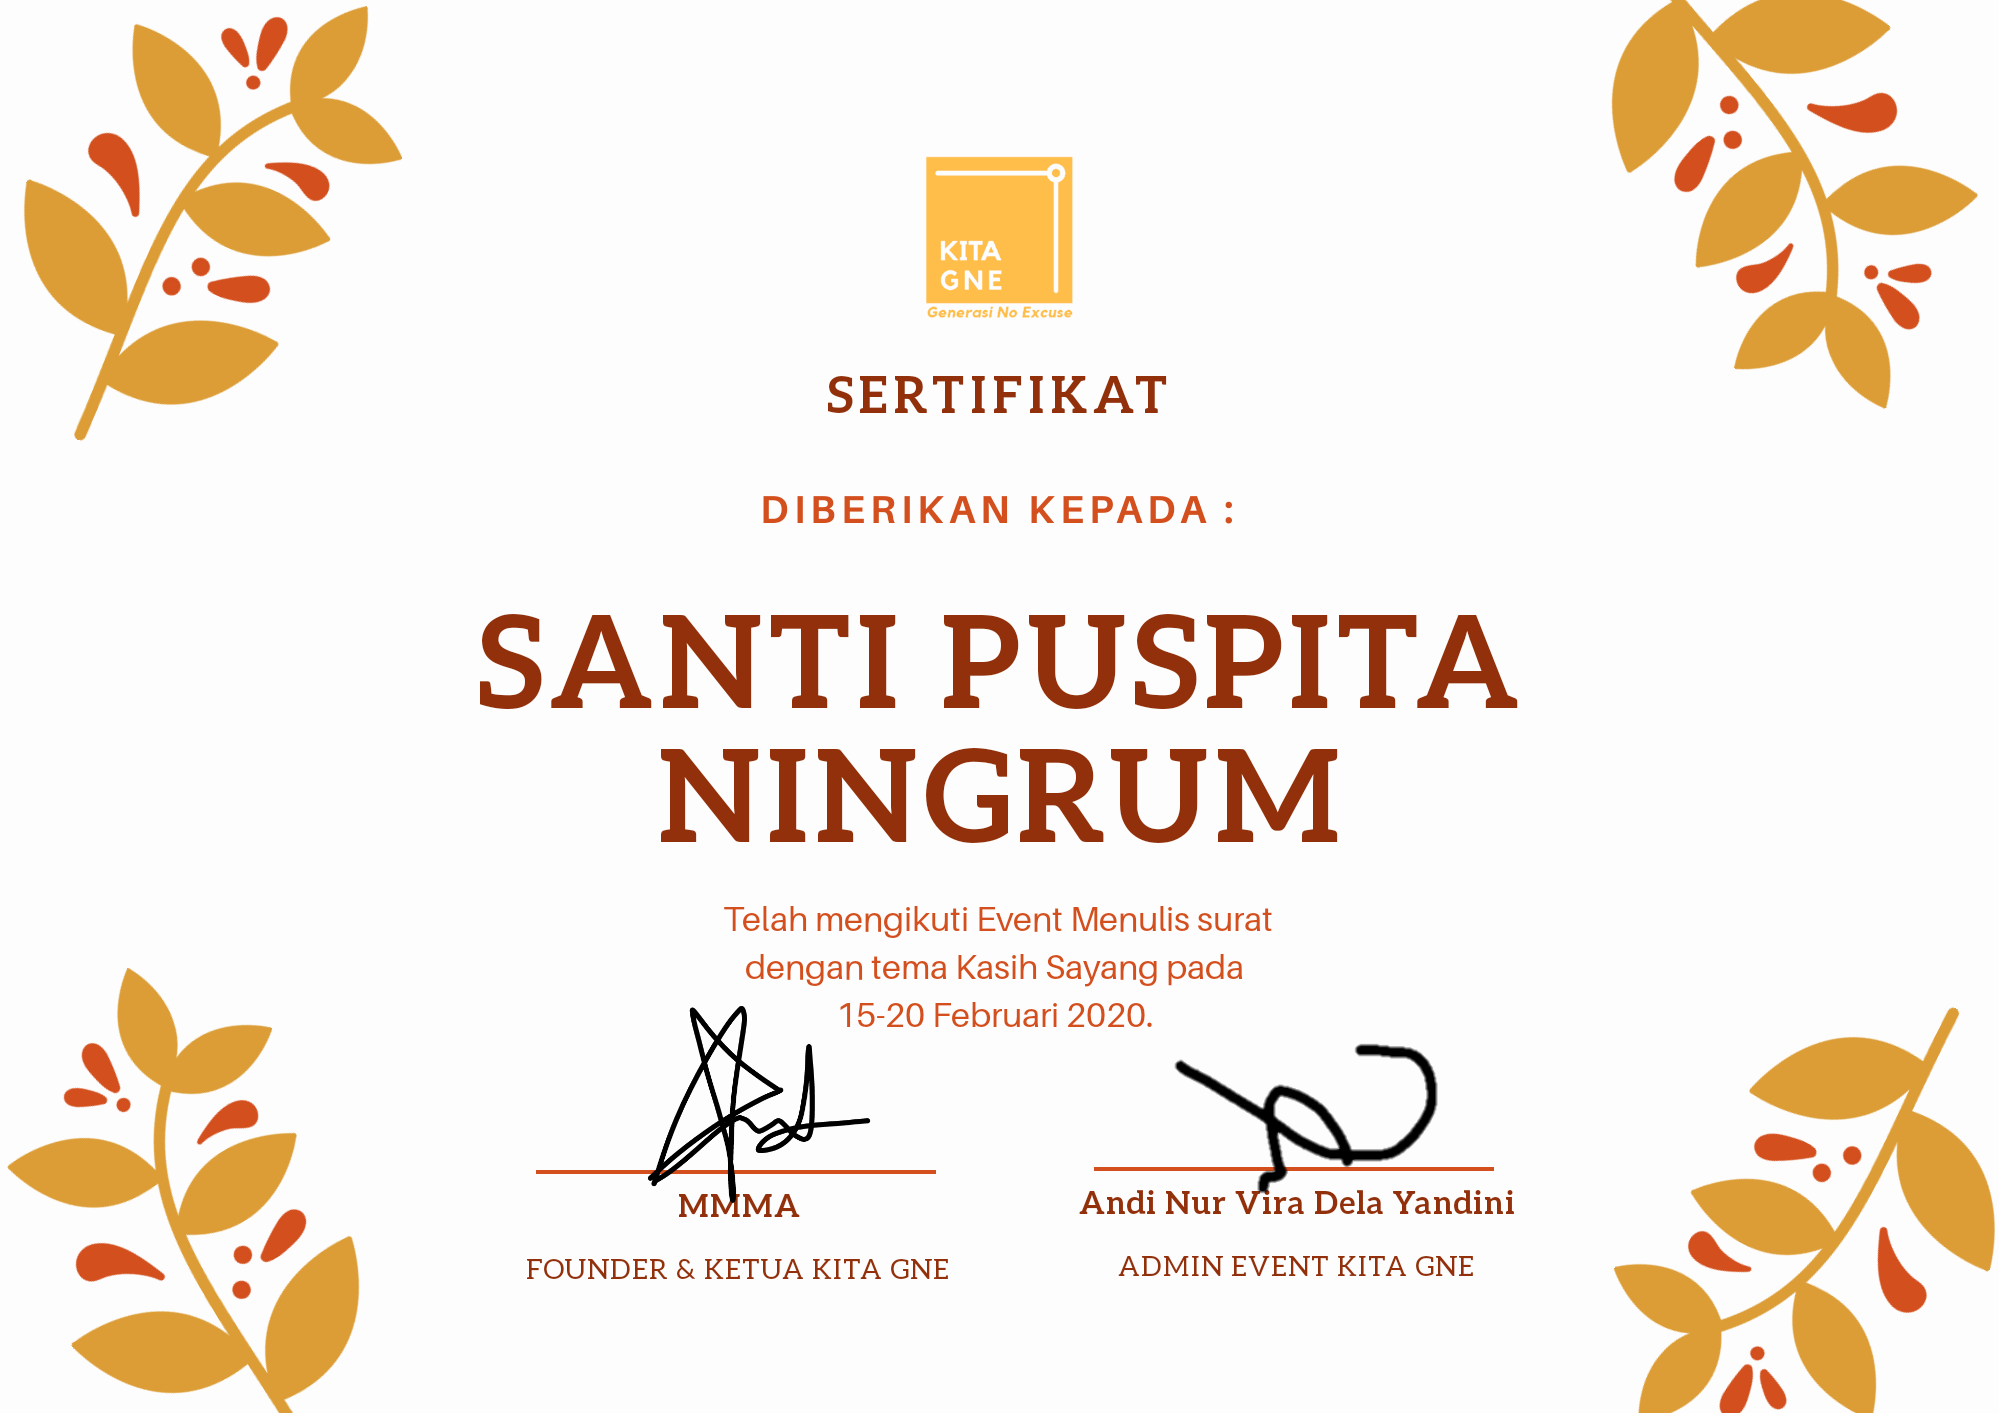 KITA
GNE
Generasi No Excuse
SERTIFIKAT
DIBERIKAN KEPADA :
SANTI PUSPITA
NINGRUM
Telah mengikuti Event Menulis surat
dengan tema Kasih Sayang pada
15-20 Februari 2020.
MMMA
FOUNDER & KETUA KITA GNE
Andi Nur Vira Dela Yandini
ADMIN EVENT KITA GNE